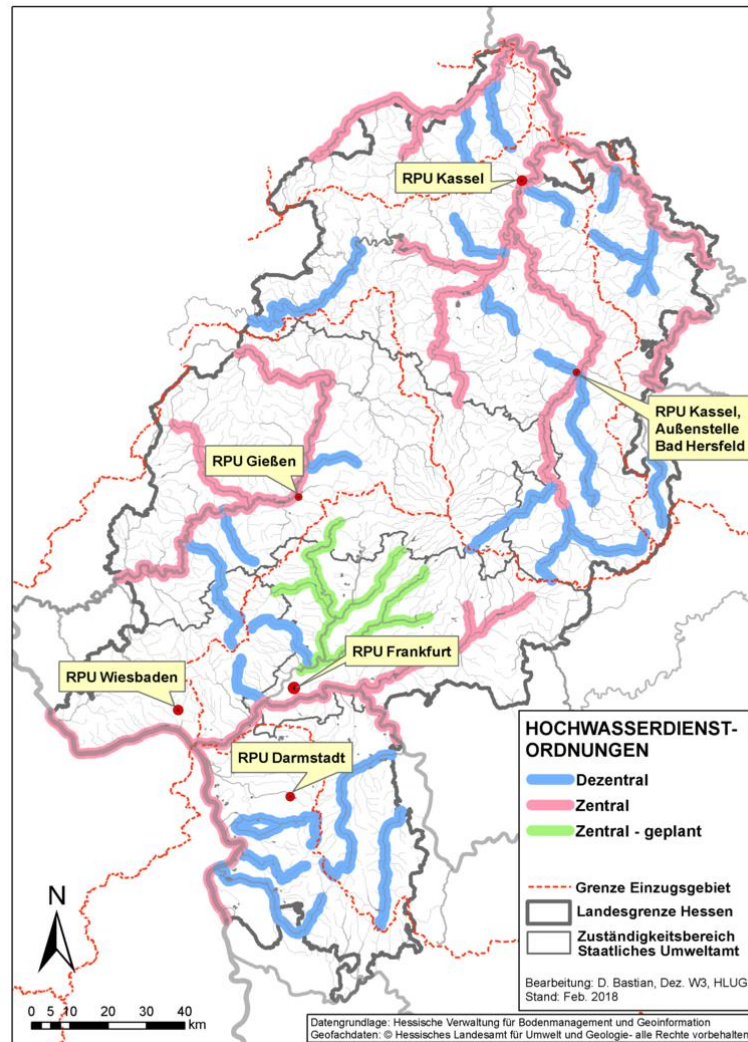 RPU Kassel
RPU Kassel,
Außenstelle
Bad Hersfeld
RPU Gießen
RPU Frankfurt
RPU Wiesbaden
RPU Darmstadt
HOCHWASSERDIENST-
ORDNUNGEN
Dezentral
Zentral
Zentral - geplant
Grenze Einzugsgebiet
Landesgrenze Hessen
Zuständigkeitsbereich
Staatliches Umweltamt
Bearbeitung: D. Bastian, Dez. W3, HLUG
Stand: Feb. 2018
N
0 5 10 20 30 40
km
Datengrundlage: Hessische Verwaltung für Bodenmanagement und Geoinformation
Geofachdaten: © Hessisches Landesamt für Umwelt und Geologie- alle Rechte vorbehalten